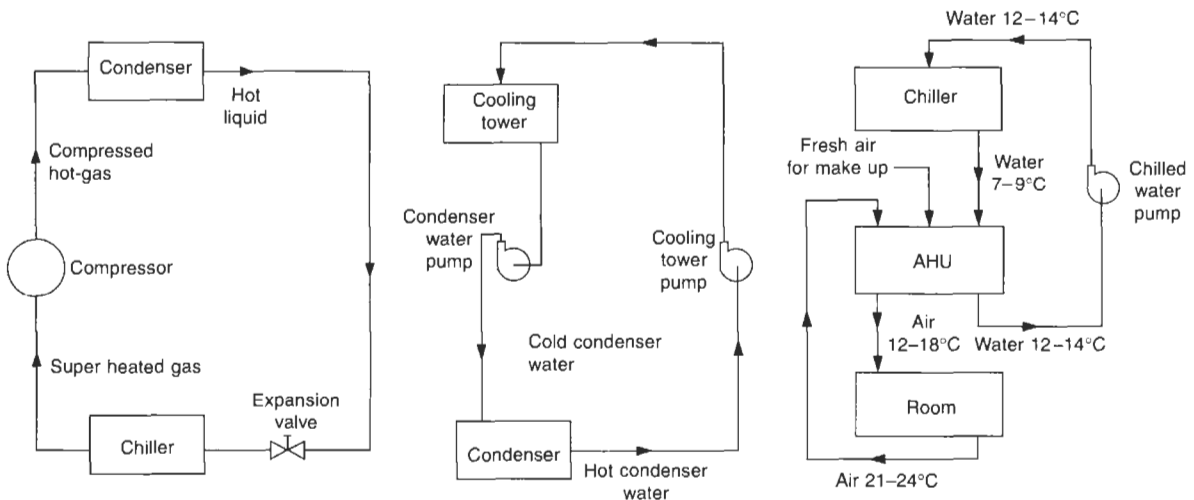 Condenser
Hot
liquid
Compressed
hot-gas
Compressor
Super heated gas
Expansion
valve
Chiller
Cooling
tower
Condenser
water
pump
Cooling
tower
pump
Cold condenser
water
Condenser
Hot condenser
water
Water 12–14°C
Chiller
Fresh air
for make up
Water
7–9°C
Chilled
water
pump
AHU
Air
12–18°C
Water 12–14°C
Room
Air 21–24°C